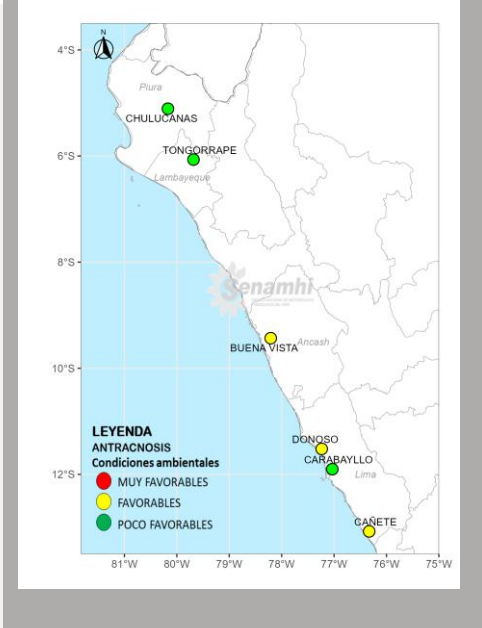 N
4°S
Piura
CHULUCANAS
TONGORRAPE
6°S
Lambayeque
8°S
Senamhi
BUENA VISTA
Ancash
10°S
LEYENDA
ANTRACNOSIS
Condiciones ambientales
MUY FAVORABLES
FAVORABLES
POCO FAVORABLES
DONOSO
CARABAYLLO
Lima
12°S
CAÑETE
81°W 80°W 79°W 78°W 77°W 76°W 75°W